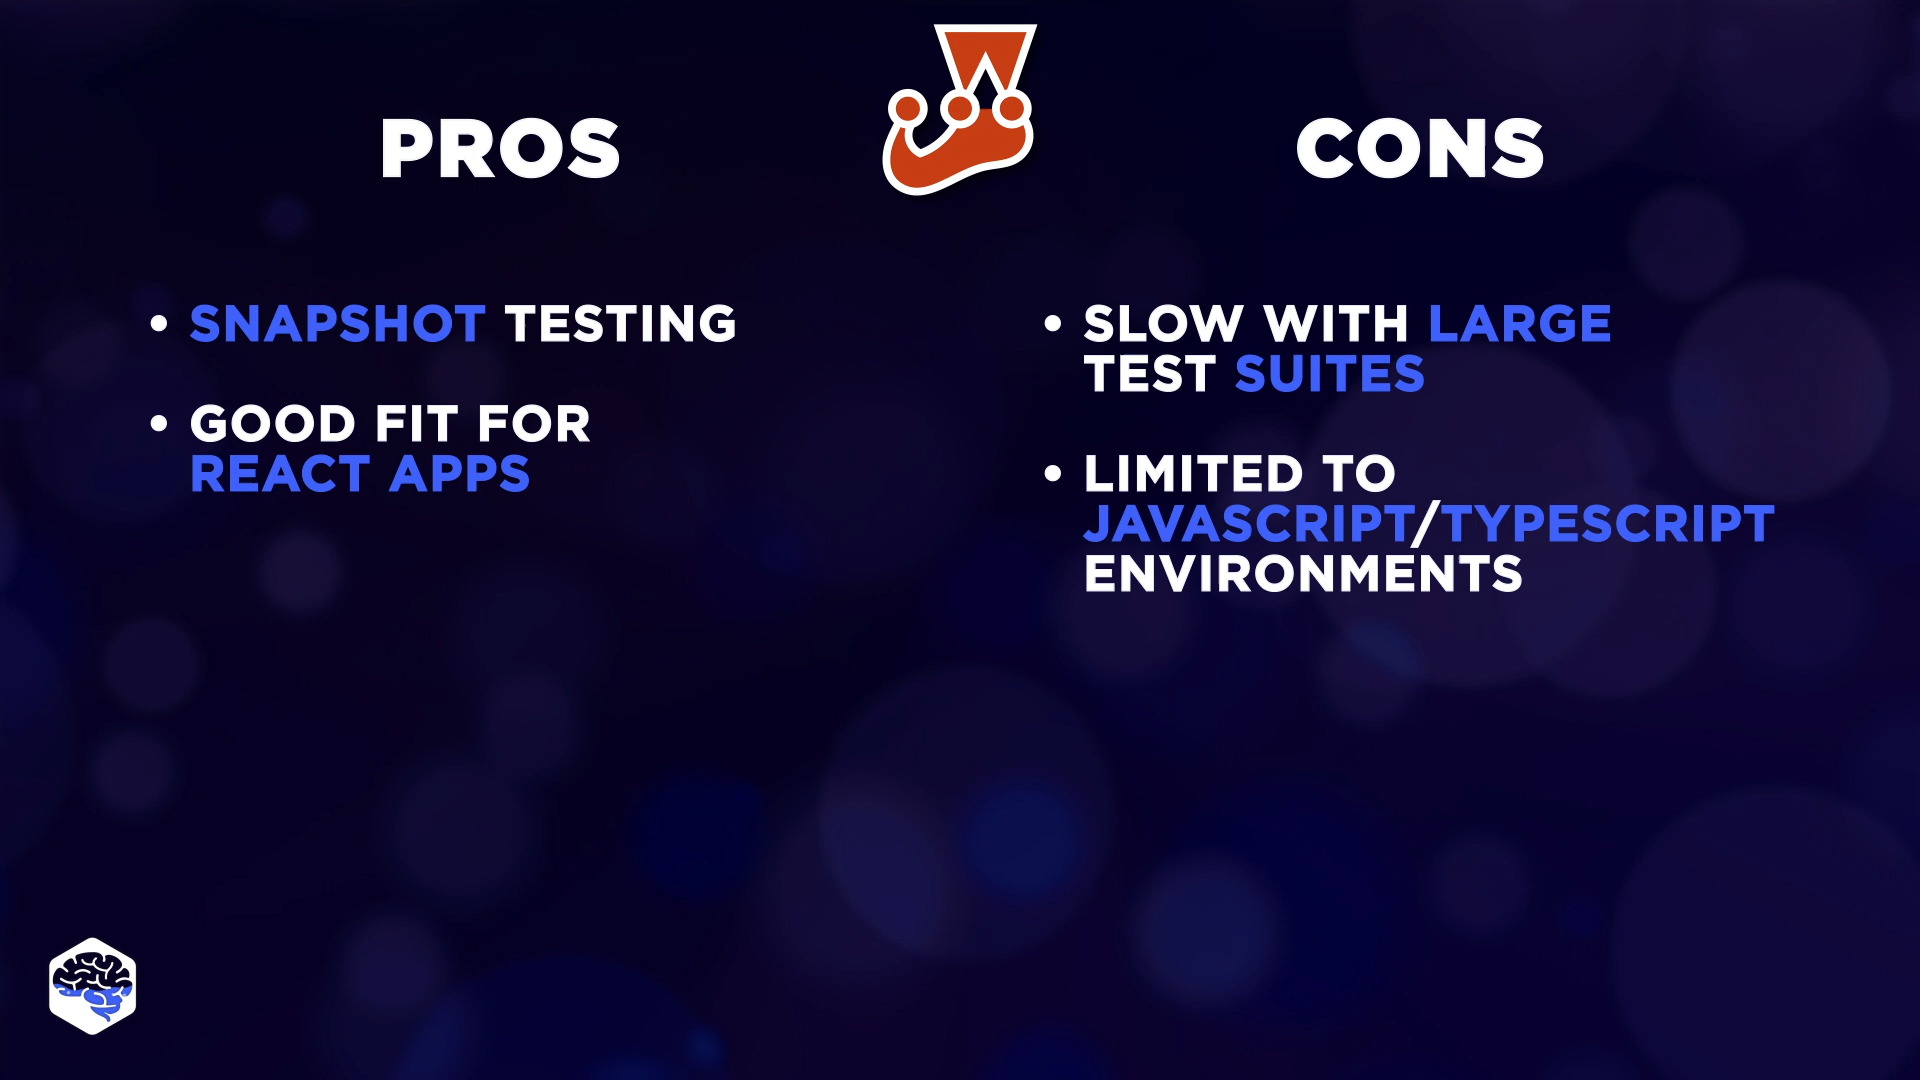 PROS
• SNAPSHOT TESTING
• GOOD FIT FOR
REACT APPS
CONS
• SLOW WITH LARGE
TEST SUITES
• LIMITED TO
JAVASCRIPT/TYPESCRIPT
ENVIRONMENTS